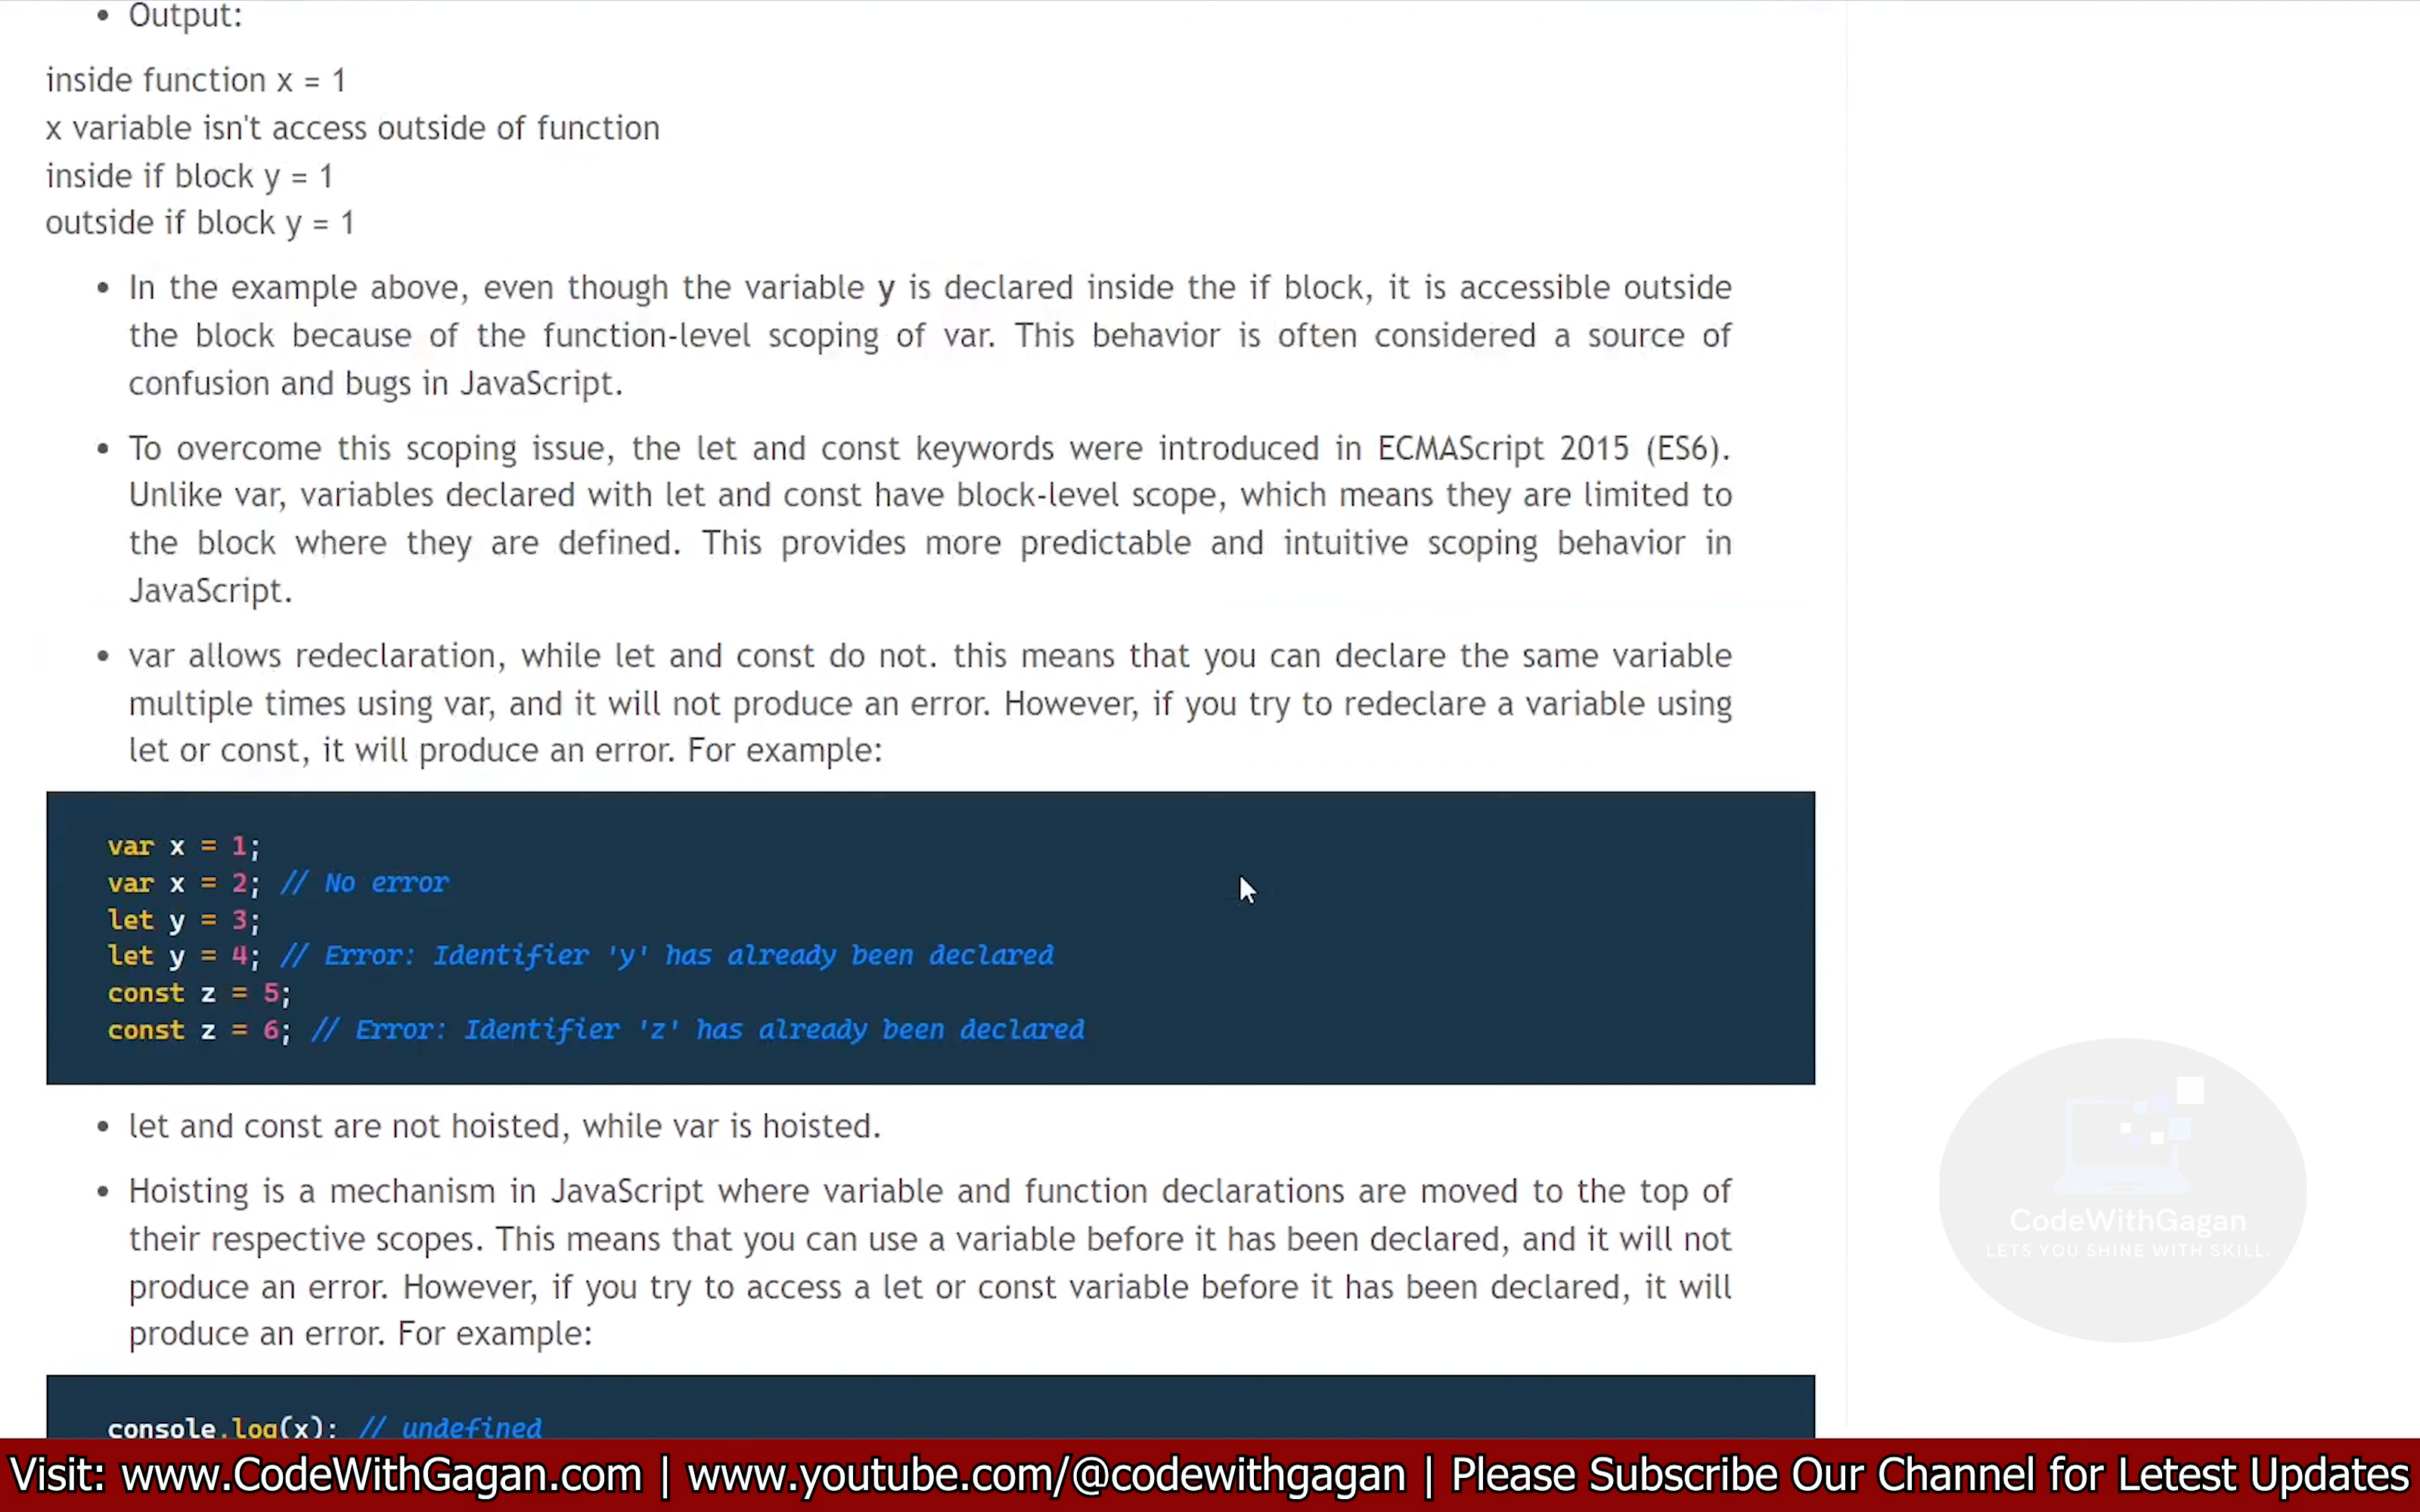 • Output:
inside function x = 1
x variable isn't access outside of function
inside if block y = 1
outside if block y = 1
• In the example above, even though the variable y is declared inside the if block, it is accessible outside
the block because of the function-level scoping of var. This behavior is often considered a source of
confusion and bugs in JavaScript.
• To overcome this scoping issue, the let and const keywords were introduced in ECMAScript 2015 (ES6).
Unlike var, variables declared with let and const have block-level scope, which means they are limited to
the block where they are defined. This provides more predictable and intuitive scoping behavior in
JavaScript.
• var allows redeclaration, while let and const do not. this means that you can declare the same variable
multiple times using var, and it will not produce an error. However, if you try to redeclare a variable using
let or const, it will produce an error. For example:
var x = 1;
var x = 2; // No error
let y = 3;
let y = 4; // Error: Identifier 'y' has already been declared
const z = 5;
const z = 6; // Error: Identifier 'z' has already been declared
• let and const are not hoisted, while var is hoisted.
• Hoisting is a mechanism in JavaScript where variable and function declarations are moved to the top of
their respective scopes. This means that you can use a variable before it has been declared, and it will not
produce an error. However, if you try to access a let or const variable before it has been declared, it will
produce an error. For example:
console.log(x); // undefined
CodeWithGagan
LETS YOU SHINE WITH SKILL.
Visit: www.CodeWithGagan.com | www.youtube.com/@codewithgagan | Please Subscribe Our Channel for Letest Updates